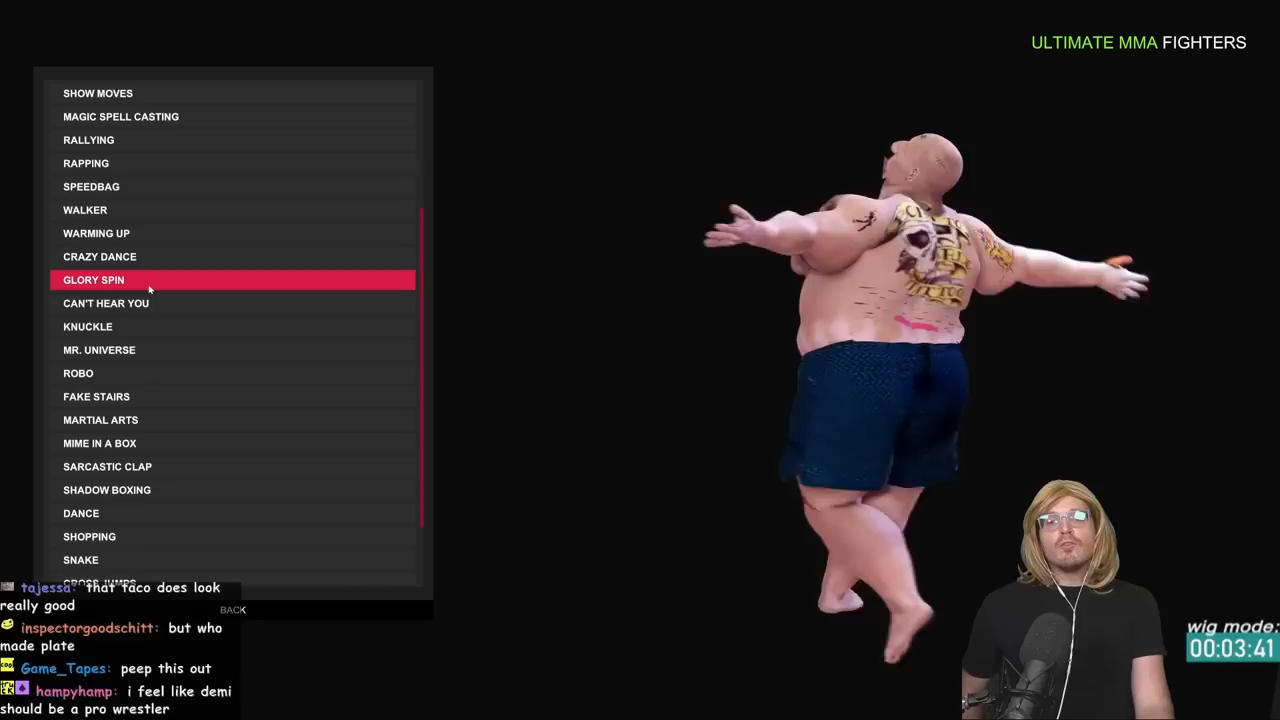 ULTIMATE MMA FIGHTERS
SHOW MOVES
MAGIC SPELL CASTING
RALLYING
RAPPING
SPEEDBAG
WALKER
WARMING UP
CRAZY DANCE
GLORY SPIN
CAN'T HEAR YOU
KNUCKLE
MR. UNIVERSE
ROBO
FAKE STAIRS
MARTIAL ARTS
MIME IN A BOX
SARCASTIC CLAP
SHADOW BOXING
DANCE
SHOPPING
SNAKE
CROSS JUMPS
BACK
tajessa: that taco does look
really good
inspectorgoodschitt: but who
made plate
Game_Tapes: peep this out
hampyhamp: i feel like demi
should be a pro wrestler
wig mode:
00:03:41